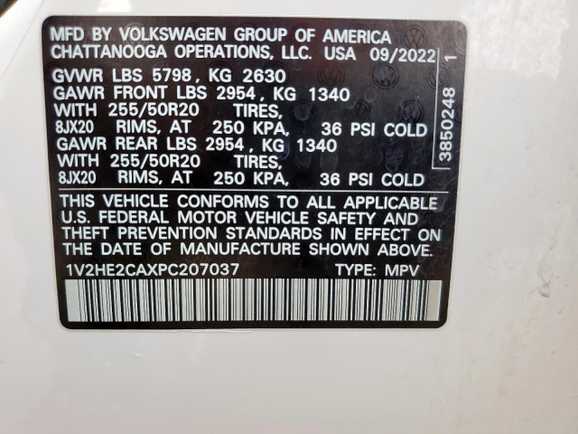 MFD BY VOLKSWAGEN GROUP OF AMERICA
CHATTANOOGA OPERATIONS, LLC. USA 09/2022
GVWR LBS 5798, KG 2630
GAWR FRONT LBS 2954, KG 1340
WITH 255/50R20 TIRES,
8JX20 RIMS, AT 250 KPA, 36 PSI COLD
GAWR REAR LBS 2954, KG 1340
WITH 255/50R20 TIRES,
8JX20 RIMS, AT 250 KPA, 36 PSI COLD
THIS VEHICLE CONFORMS TO ALL APPLICABLE
U.S. FEDERAL MOTOR VEHICLE SAFETY AND
THEFT PREVENTION STANDARDS IN EFFECT ON
THE DATE OF MANUFACTURE SHOWN ABOVE.
1V2HE2CAXPC207037 TYPE: MPV
3850248 1